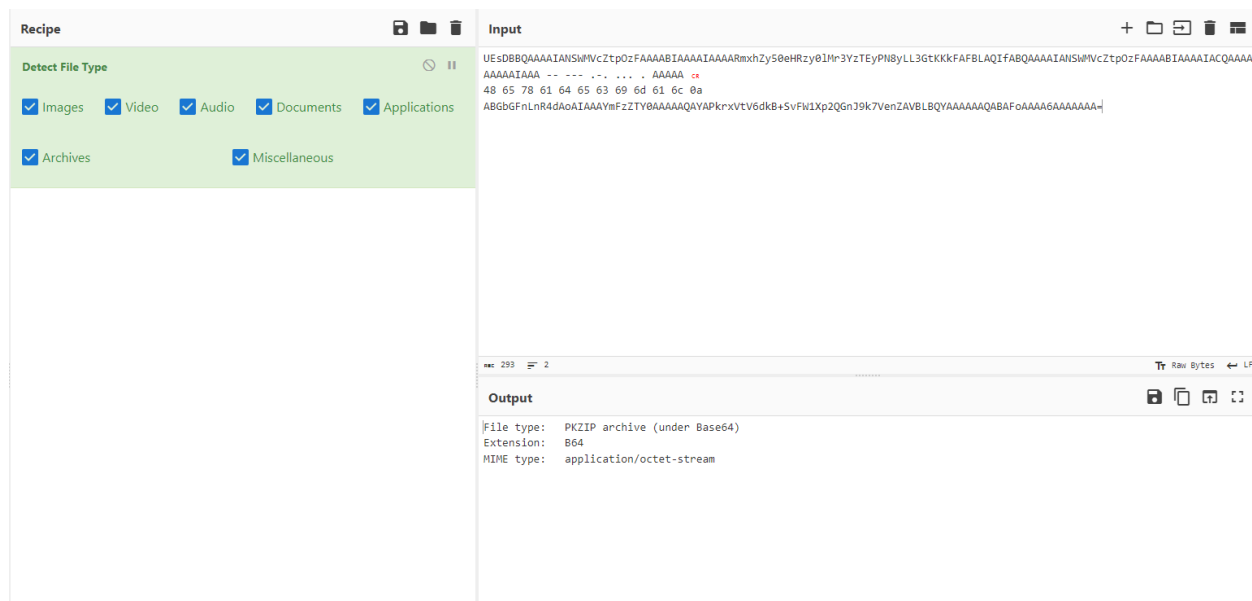 Recipe
Input
Detect File Type
Images
Video
Audio
Documents
Applications
Archives
Miscellaneous
UEsDBBQAAAAIANSWMVcZtpOzFAAAABIAAAAIAAAARmxhZy50eHRzy0lMr3YzTEyPN8yLL3GtKKkFAFBLAQIfABQAAAAIANSWMVcZtpOzFAAAABIAAAAIACQAAAA
AAAAAIAAA -- --- .-. ... . AAAAA CR
48 65 78 61 64 65 63 69 6d 61 6c 0a
ABGbGFnLnR4dAoAIAAAYmFzZTY0AAAAAQAYAPkrxVtV6dkB+SvFW1Xp2QGnJ9k7VenZAVBLBQYAAAAAAQABAFoAAAA6AAAAAAA=
REC 293
2
Raw Bytes
LF
Output
File type: PKZIP archive (under Base64)
Extension: B64
MIME type: application/octet-stream